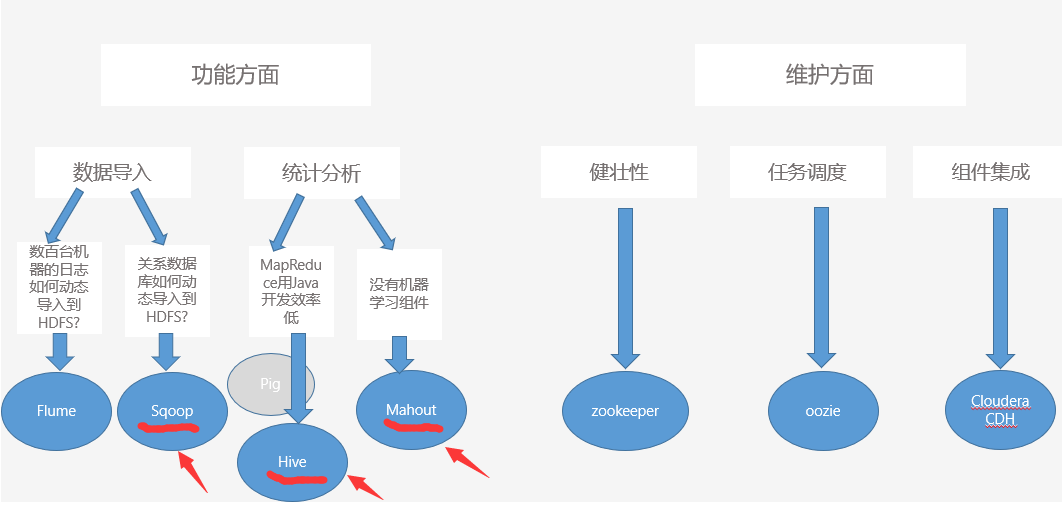 功能方面
维护方面
数据导入
统计分析
健壮性
任务调度
组件集成
数百台机
器的日志
如何动态
导入到
HDFS?
关系数据
库如何动
态导入到
HDFS?
MapRedu
ce用Java
开发效率
低
没有机器
学习组件
Flume
Sqoop
Pig
Hive
Mahout
zookeeper
oozie
Cloudera
CDH